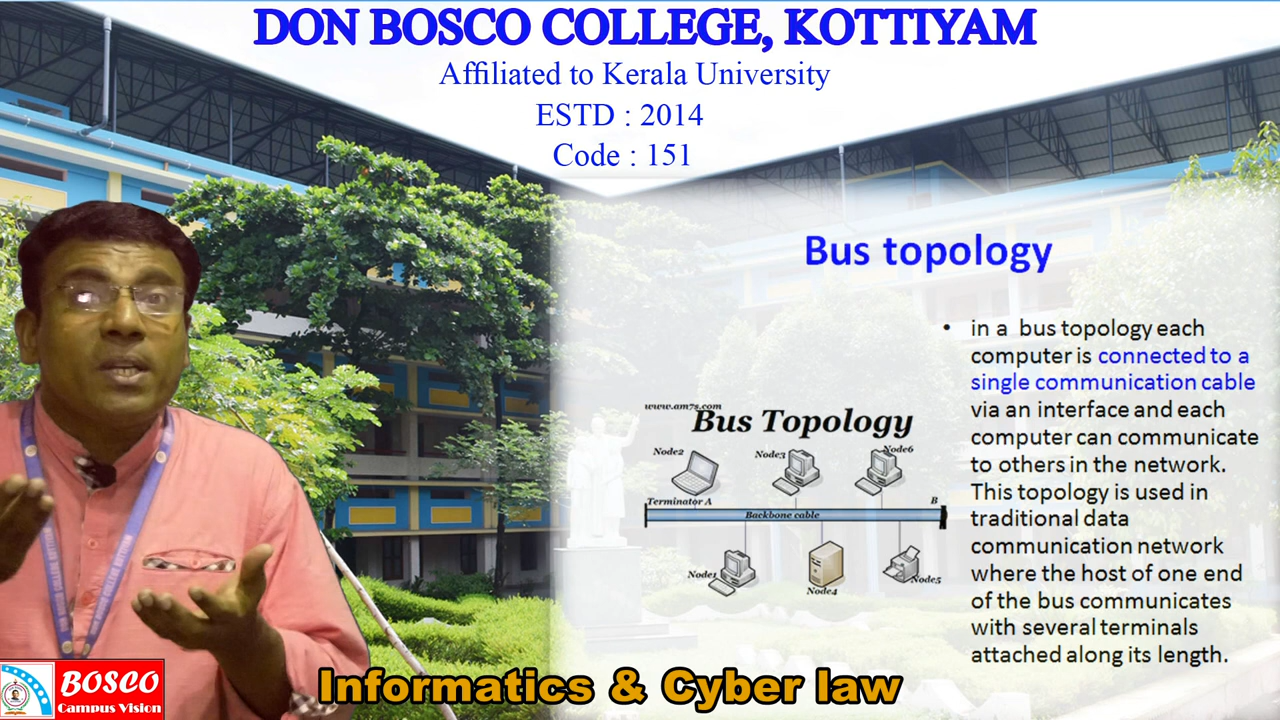 DON BOSCO COLLEGE, KOTTIYAM
Affiliated to Kerala University
ESTD : 2014
Code : 151
Bus topology
• in a bus topology each
computer is connected to a
single communication cable
via an interface and each
computer can communicate
to others in the network.
This topology is used in
traditional data
communication network
where the host of one end
of the bus communicates
with several terminals
attached along its length.
www.am7s.com
Bus Topology
Node2
Node3
Node6
Terminator A
B
Backbone cable
Node1
Node4
Node5
BOSCO
Campus Vision
Informatics & Cyber law